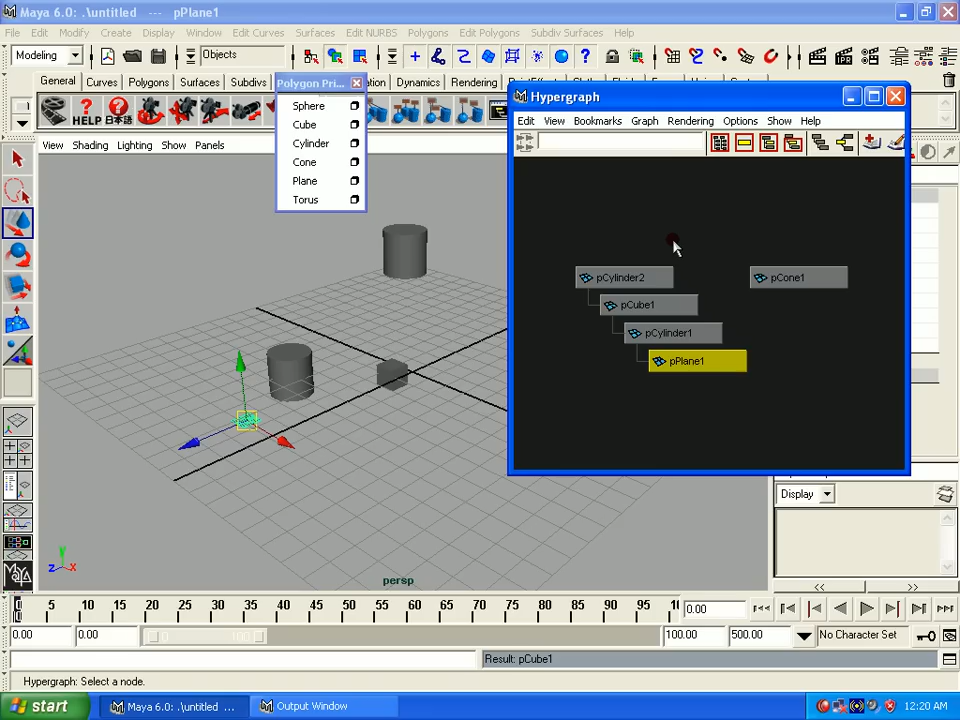 Maya 6.0: .\untitled --- pPlane1
File Edit Modify Create Display Window Edit Curves Surfaces Edit NURBS Polygons Edit Polygons Subdiv Surfaces Help
Modeling Objects
General Curves Polygons Surfaces Subdivs Dynamics Rendering
HELP 日本語
View Shading Lighting Show Panels
Polygon Pri...
Sphere
Cube
Cylinder
Cone
Plane
Torus
Hypergraph
Edit View Bookmarks Graph Rendering Options Show Help
pCylinder2
pCone1
pCube1
pCylinder1
pPlane1
Display
y
z x
persp
MAYA
5 10 15 20 25 30 35 40 45 50 55 60 65 70 75 80 85 90 95 10 0.00
0.00 0.00 100.00 500.00 No Character Set
Result: pCube1
Hypergraph: Select a node.
start Maya 6.0: .\untitled ... Output Window 12:20 AM